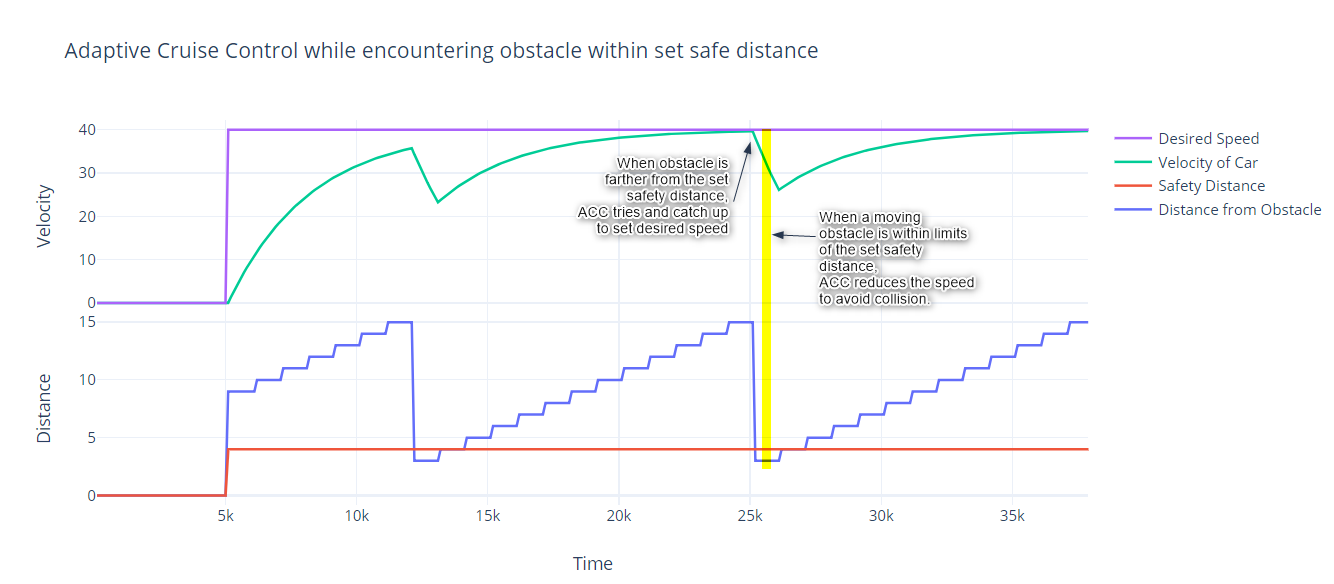 Adaptive Cruise Control while encountering obstacle within set safe distance
40
30
20
10
0
Velocity
When obstacle is
farther from the set
safety distance,
ACC tries and catch up
to set desired speed
When a moving
obstacle is within limits
of the set safety
distance,
ACC reduces the speed
to avoid collision.
Desired Speed
Velocity of Car
Safety Distance
Distance from Obstacle
15
10
5
0
Distance
5k
10k
15k
20k
25k
30k
35k
Time